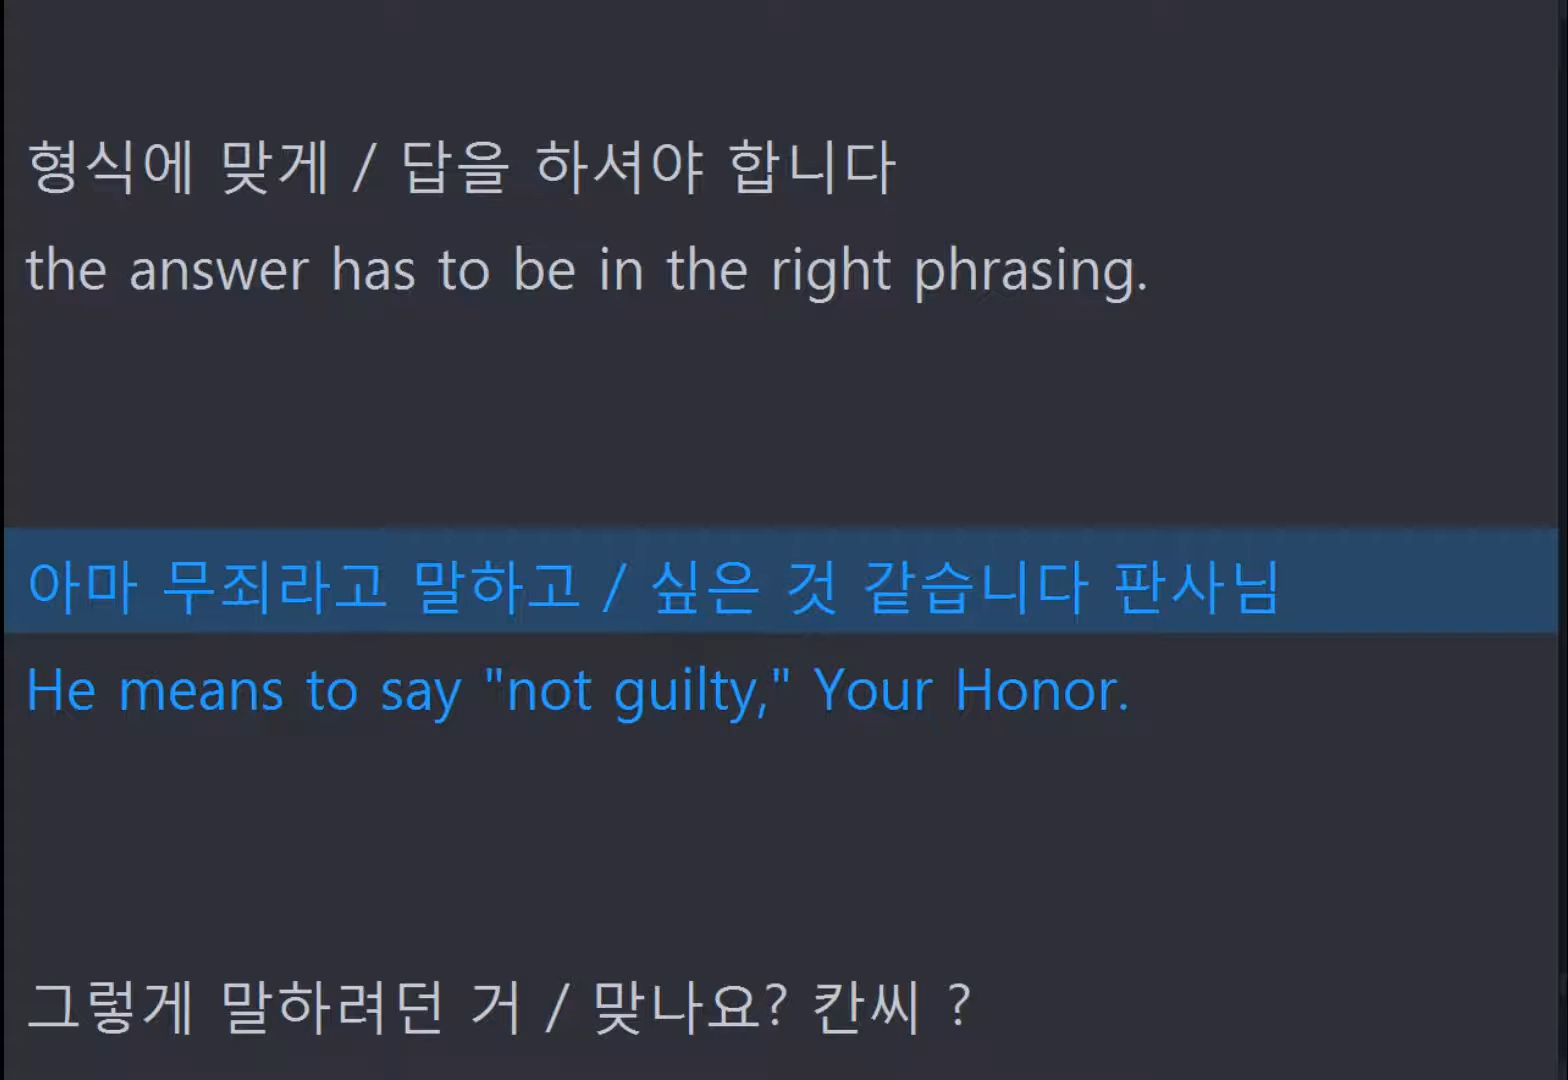 형식에 맞게 / 답을 하셔야 합니다
the answer has to be in the right phrasing.
아마 무죄라고 말하고 / 싶은 것 같습니다 판사님
He means to say "not guilty," Your Honor.
그렇게 말하려던 거 / 맞나요? 칸씨 ?